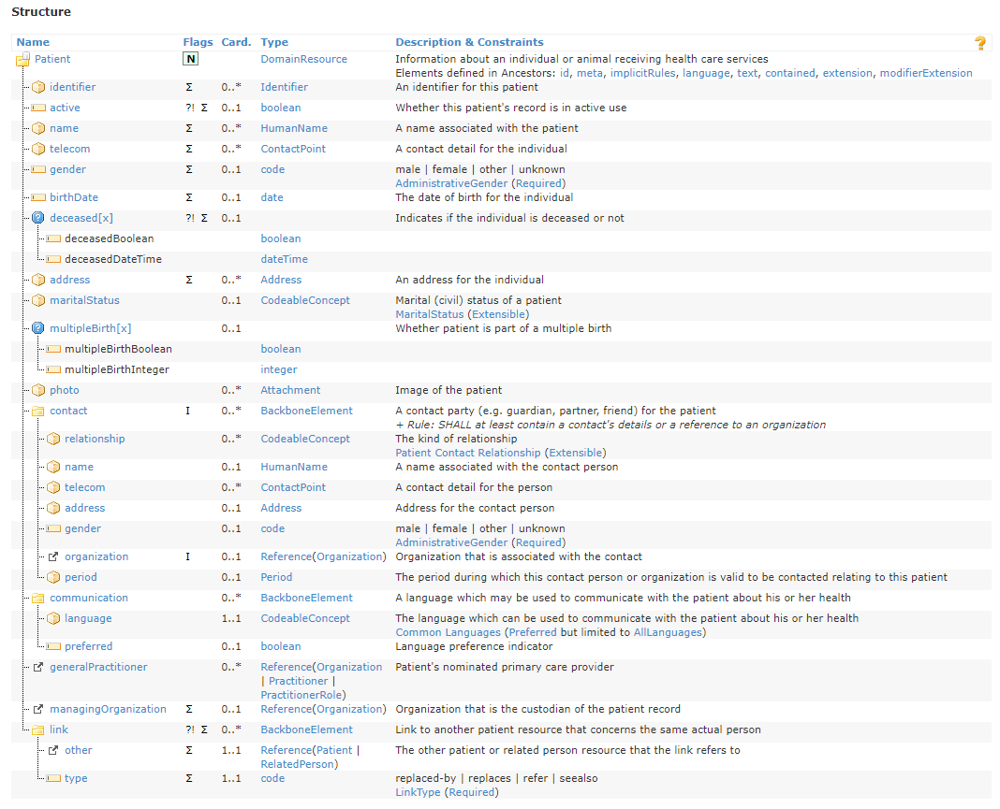 Structure
Name Flags Card. Type Description & Constraints ?
Patient N DomainResource Information about an individual or animal receiving health care services
Elements defined in Ancestors: id, meta, implicitRules, language, text, contained, extension, modifierExtension
identifier Σ 0..* Identifier An identifier for this patient
active ?! Σ 0..1 boolean Whether this patient's record is in active use
name Σ 0..* HumanName A name associated with the patient
telecom Σ 0..* ContactPoint A contact detail for the individual
gender Σ 0..1 code male | female | other | unknown
AdministrativeGender (Required)
birthDate Σ 0..1 date The date of birth for the individual
deceased[x] ?! Σ 0..1 Indicates if the individual is deceased or not
deceasedBoolean boolean
deceasedDateTime dateTime
address Σ 0..* Address An address for the individual
maritalStatus 0..1 CodeableConcept Marital (civil) status of a patient
MaritalStatus (Extensible)
multipleBirth[x] 0..1 Whether patient is part of a multiple birth
multipleBirthBoolean boolean
multipleBirthInteger integer
photo 0..* Attachment Image of the patient
contact I 0..* BackboneElement A contact party (e.g. guardian, partner, friend) for the patient
+ Rule: SHALL at least contain a contact's details or a reference to an organization
relationship 0..* CodeableConcept The kind of relationship
Patient Contact Relationship (Extensible)
name 0..1 HumanName A name associated with the contact person
telecom 0..* ContactPoint A contact detail for the person
address 0..1 Address Address for the contact person
gender 0..1 code male | female | other | unknown
AdministrativeGender (Required)
organization I 0..1 Reference(Organization) Organization that is associated with the contact
period 0..1 Period The period during which this contact person or organization is valid to be contacted relating to this patient
communication 0..* BackboneElement A language which may be used to communicate with the patient about his or her health
language 1..1 CodeableConcept The language which can be used to communicate with the patient about his or her health
Common Languages (Preferred but limited to AllLanguages)
preferred 0..1 boolean Language preference indicator
generalPractitioner 0..* Reference(Organization Patient's nominated primary care provider
| Practitioner |
PractitionerRole)
managingOrganization Σ 0..1 Reference(Organization) Organization that is the custodian of the patient record
link ?! Σ 0..* BackboneElement Link to another patient resource that concerns the same actual person
other Σ 1..1 Reference(Patient | The other patient or related person resource that the link refers to
RelatedPerson)
type Σ 1..1 code replaced-by | replaces | refer | seealso
LinkType (Required)